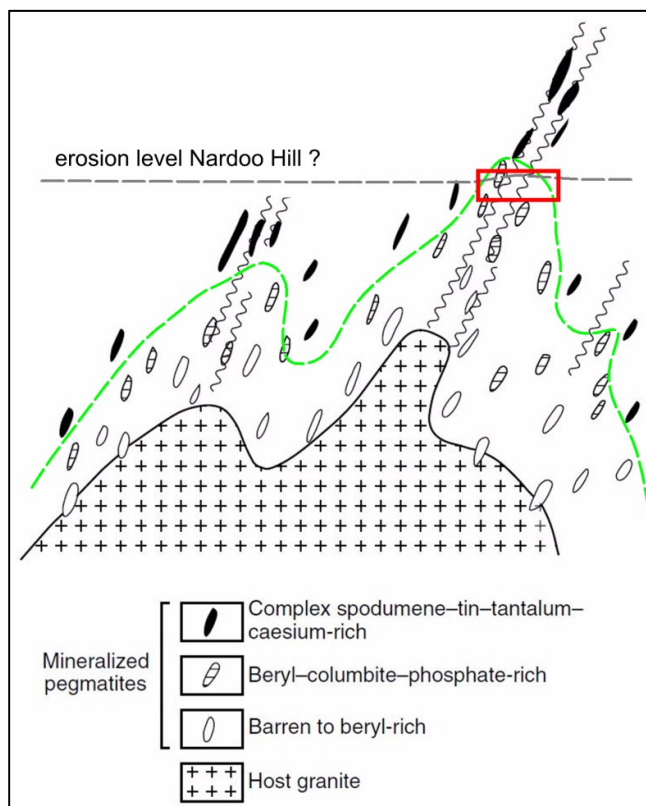 erosion level Nardoo Hill ?
Mineralized
pegmatites
Complex spodumene–tin–tantalum–
caesium-rich
Beryl–columbite–phosphate-rich
Barren to beryl-rich
Host granite